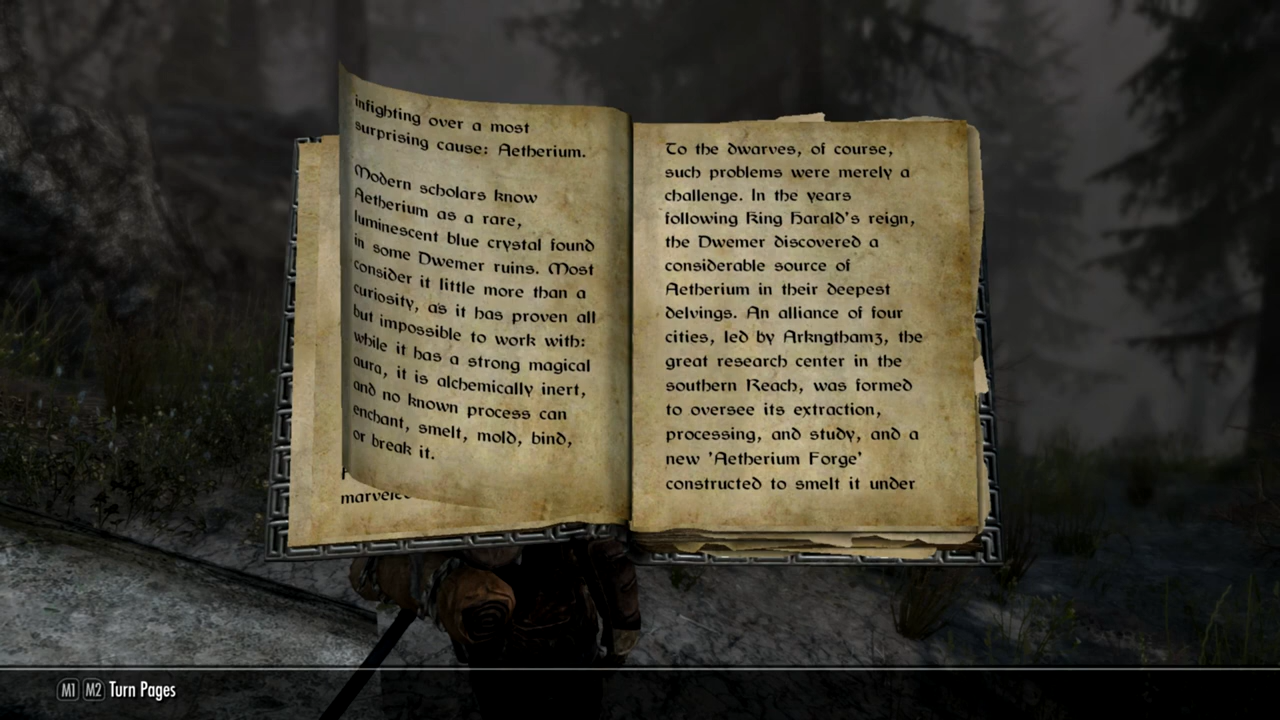 infighting over a most
surprising cause: Aetherium.
Modern scholars know
Aetherium as a rare,
luminescent blue crystal found
in some Dwemer ruins. Most
consider it little more than a
curiosity, as it has proven all
but impossible to work with:
while it has a strong magical
aura, it is alchemically inert,
and no known process can
enchant, smelt, mold, bind,
or break it.
To the dwarves, of course,
such problems were merely a
challenge. In the years
following King Harald's reign,
the Dwemer discovered a
considerable source of
Aetherium in their deepest
delvings. An alliance of four
cities, led by Arkngthamz, the
great research center in the
southern Reach, was formed
to oversee its extraction,
processing, and study, and a
new 'Aetherium Forge'
constructed to smelt it under
M1 M2 Turn Pages